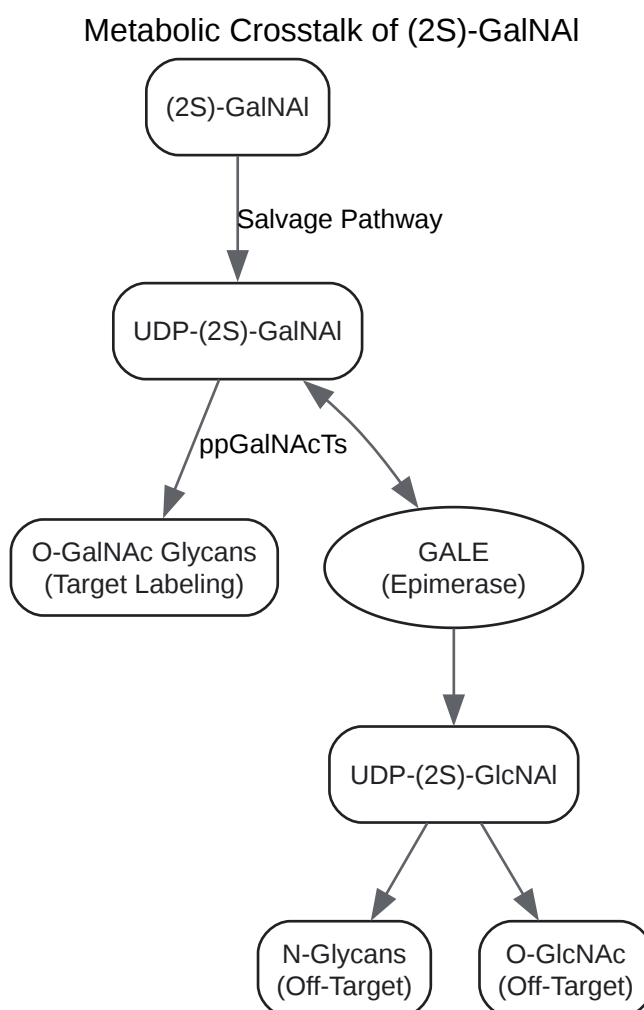 Metabolic Crosstalk of (2S)-GalNAl
(2S)-GalNAl
Salvage Pathway
UDP-(2S)-GalNAl
ppGalNAcTs
O-GalNAc Glycans
(Target Labeling)
GALE
(Epimerase)
UDP-(2S)-GlcNAl
N-Glycans
(Off-Target)
O-GlcNAc
(Off-Target)